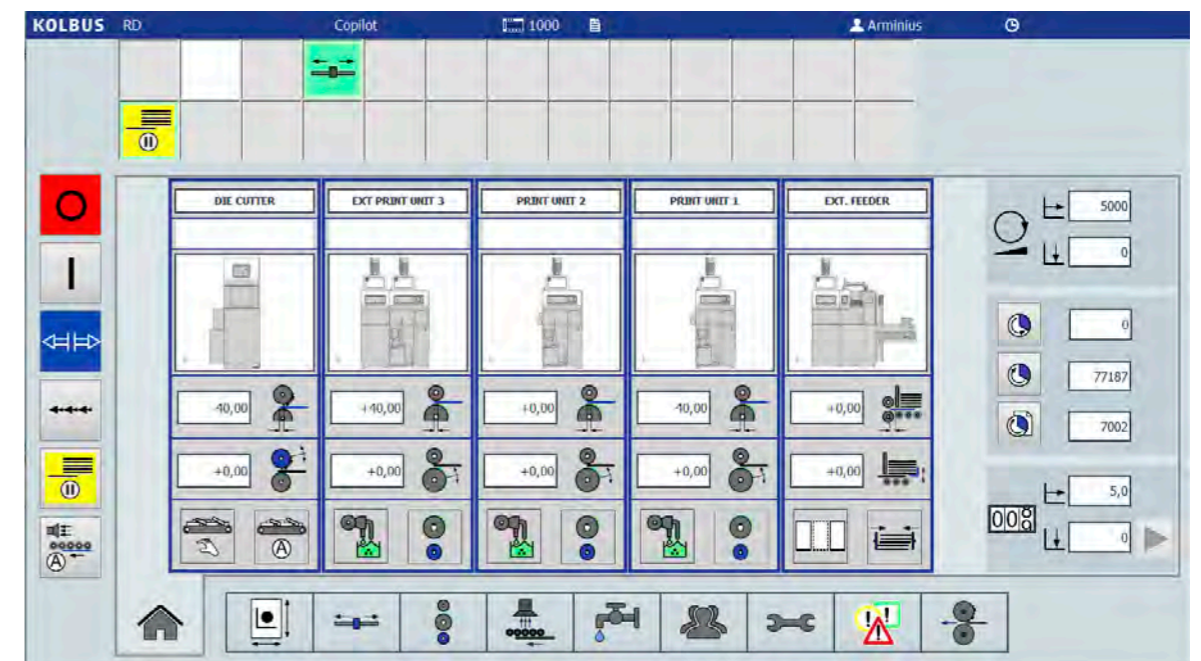 KOLBUS RD Copilot 1000 Arminius
DIE CUTTER EXT PRINT UNIT 3 PRINT UNIT 2 PRINT UNIT 1 EXT. FEEDER
5000
0
0
77187
-40,00 +40,00 +0,00 -10,00 +0,00
7002
+0,00 +0,00 +0,00 +0,00 +0,00
5,0
008
A
0
A